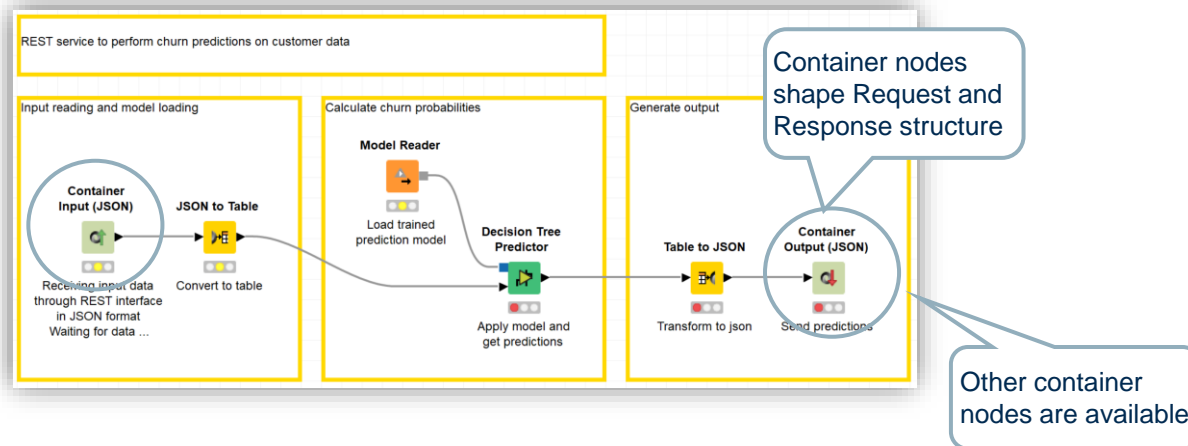 REST service to perform churn predictions on customer data
Container nodes
shape Request and
Response structure
Input reading and model loading
Calculate churn probabilities
Generate output
Model Reader
Load trained
prediction model
Container
Input (JSON)
Receiving input data
through REST interface
in JSON format
Waiting for data ...
JSON to Table
Convert to table
Decision Tree
Predictor
Apply model and
get predictions
Table to JSON
Transform to json
Container
Output (JSON)
Send predictions
Other container
nodes are available